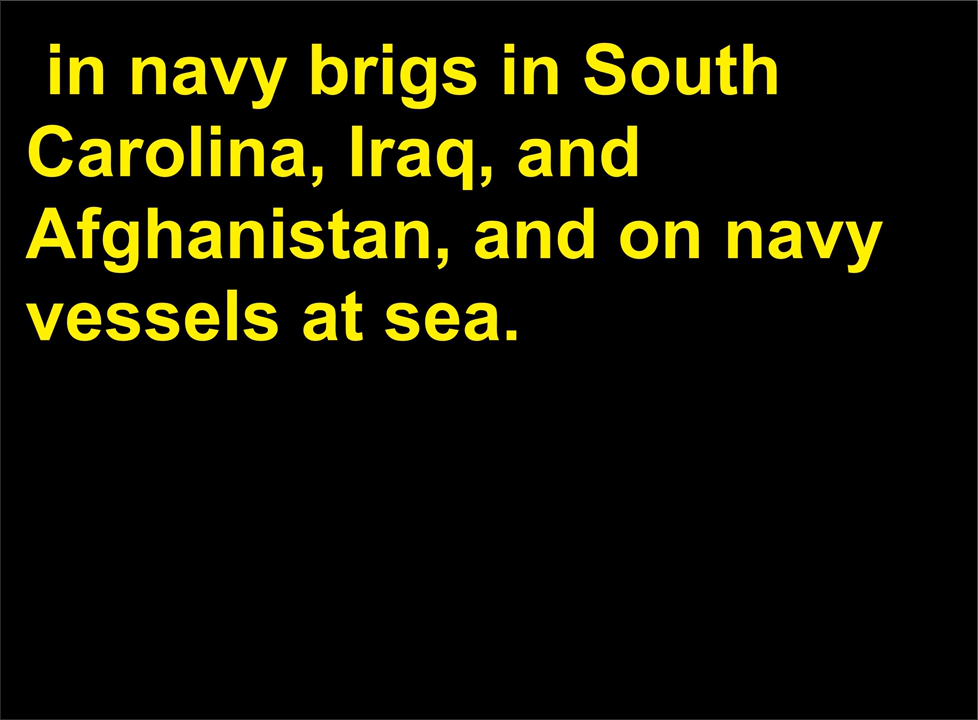 in navy brigs in South
Carolina, Iraq, and
Afghanistan, and on navy
vessels at sea.